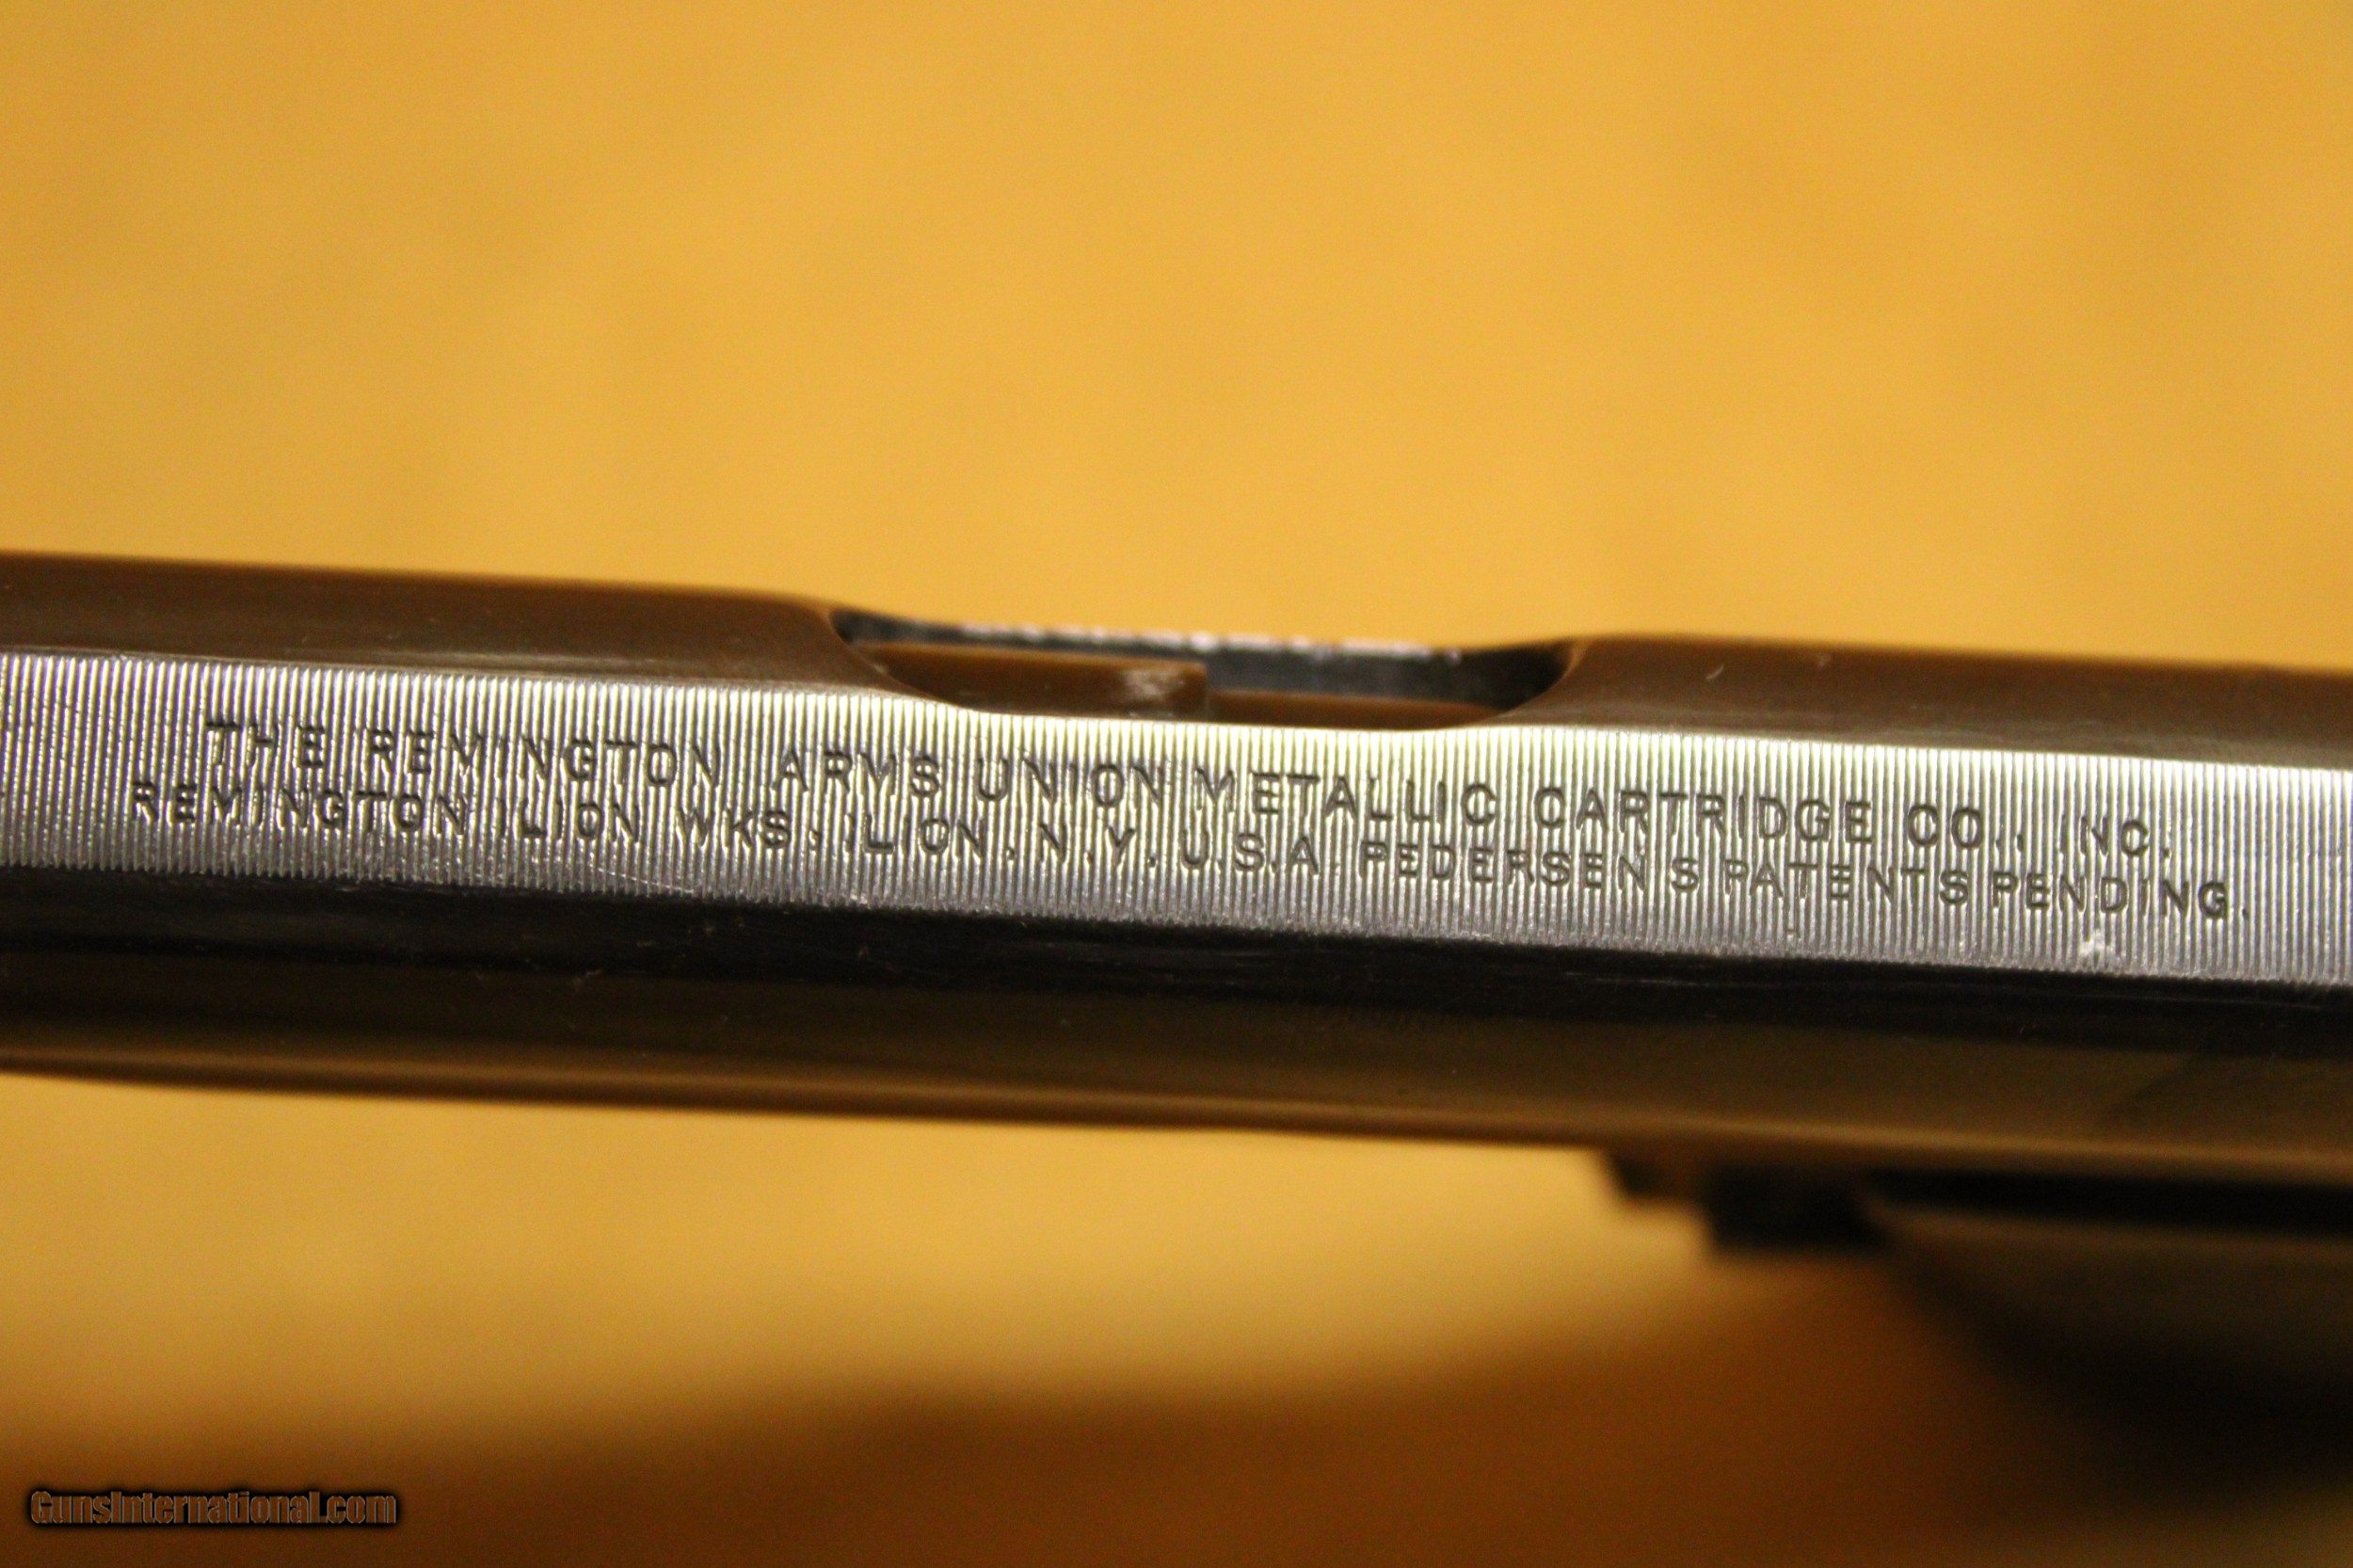 THE REMINGTON ARMS UNION METALLIC CARTRIDGE CO., INC.
REMINGTON ILION WKS. ILION, N.Y. U.S.A. PEDERSEN'S PATENTS PENDING.
GunsInternational.com